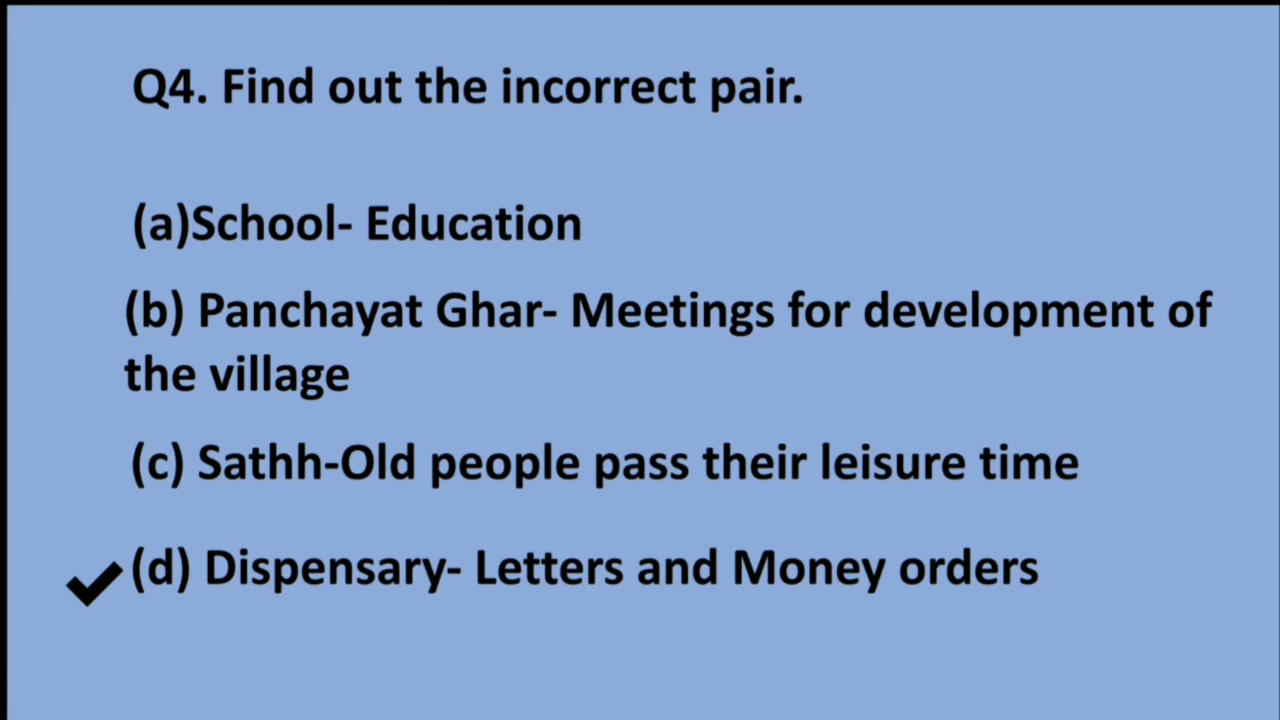 Q4. Find out the incorrect pair.
(a)School- Education
(b) Panchayat Ghar- Meetings for development of
the village
(c) Sathh-Old people pass their leisure time
(d) Dispensary- Letters and Money orders